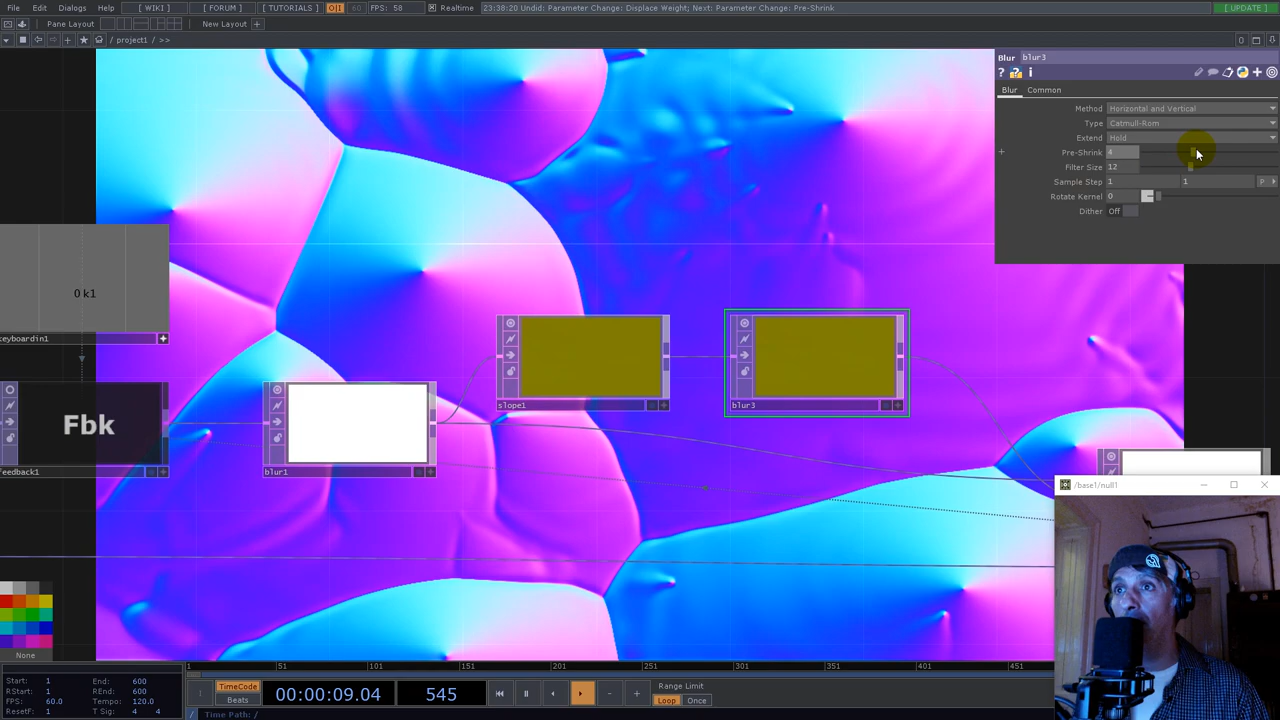 File Edit Dialogs Help [ WIKI ] [ FORUM ] [ TUTORIALS ] O|I 60 FPS: 58 Realtime 23:38:20 Undo: Parameter Change: Displace Weight; Next: Parameter Change: Pre-Shrink [ UPDATE ]
Pane Layout New Layout +
/ project1 / >> 0
Blur blur3
? ? i
Blur Common
Method Horizontal and Vertical
Type Catmull-Rom
Extend Hold
+ Pre-Shrink 4
Filter Size 12
Sample Step 1 1 P
Rotate Kernel 0
Dither Off
0 k1
keyboardin1
slope1
blur3
Fbk
feedback1
blur1
/base1/null1
None
1 51 101 151 201 251 301 351 401 451
Start: 1 End: 600
RStart: 1 REnd: 600
FPS: 60.0 Tempo: 120.0
ResetF: 1 T Sig: 4 4
TimeCode
Beats
00:00:09.04
545
Range Limit
Loop Once
/ Time Path: /